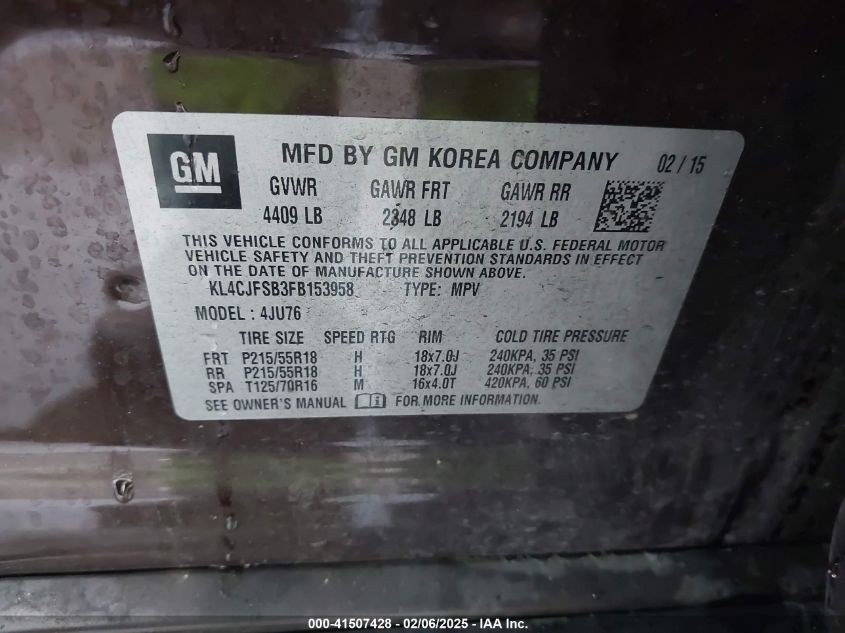 GM
MFD BY GM KOREA COMPANY 02 / 15
GVWR GAWR FRT GAWR RR
4409 LB 2348 LB 2194 LB
THIS VEHICLE CONFORMS TO ALL APPLICABLE U.S. FEDERAL MOTOR
VEHICLE SAFETY AND THEFT PREVENTION STANDARDS IN EFFECT
ON THE DATE OF MANUFACTURE SHOWN ABOVE.
KL4CJFSB3FB153958 TYPE: MPV
MODEL : 4JU76
TIRE SIZE SPEED RTG RIM COLD TIRE PRESSURE
FRT P215/55R18 H 18x7.0J 240KPA, 35 PSI
RR P215/55R18 H 18x7.0J 240KPA, 35 PSI
SPA T125/70R16 M 16x4.0T 420KPA, 60 PSI
SEE OWNER'S MANUAL FOR MORE INFORMATION.
000-41507428 - 02/06/2025 - IAA Inc.